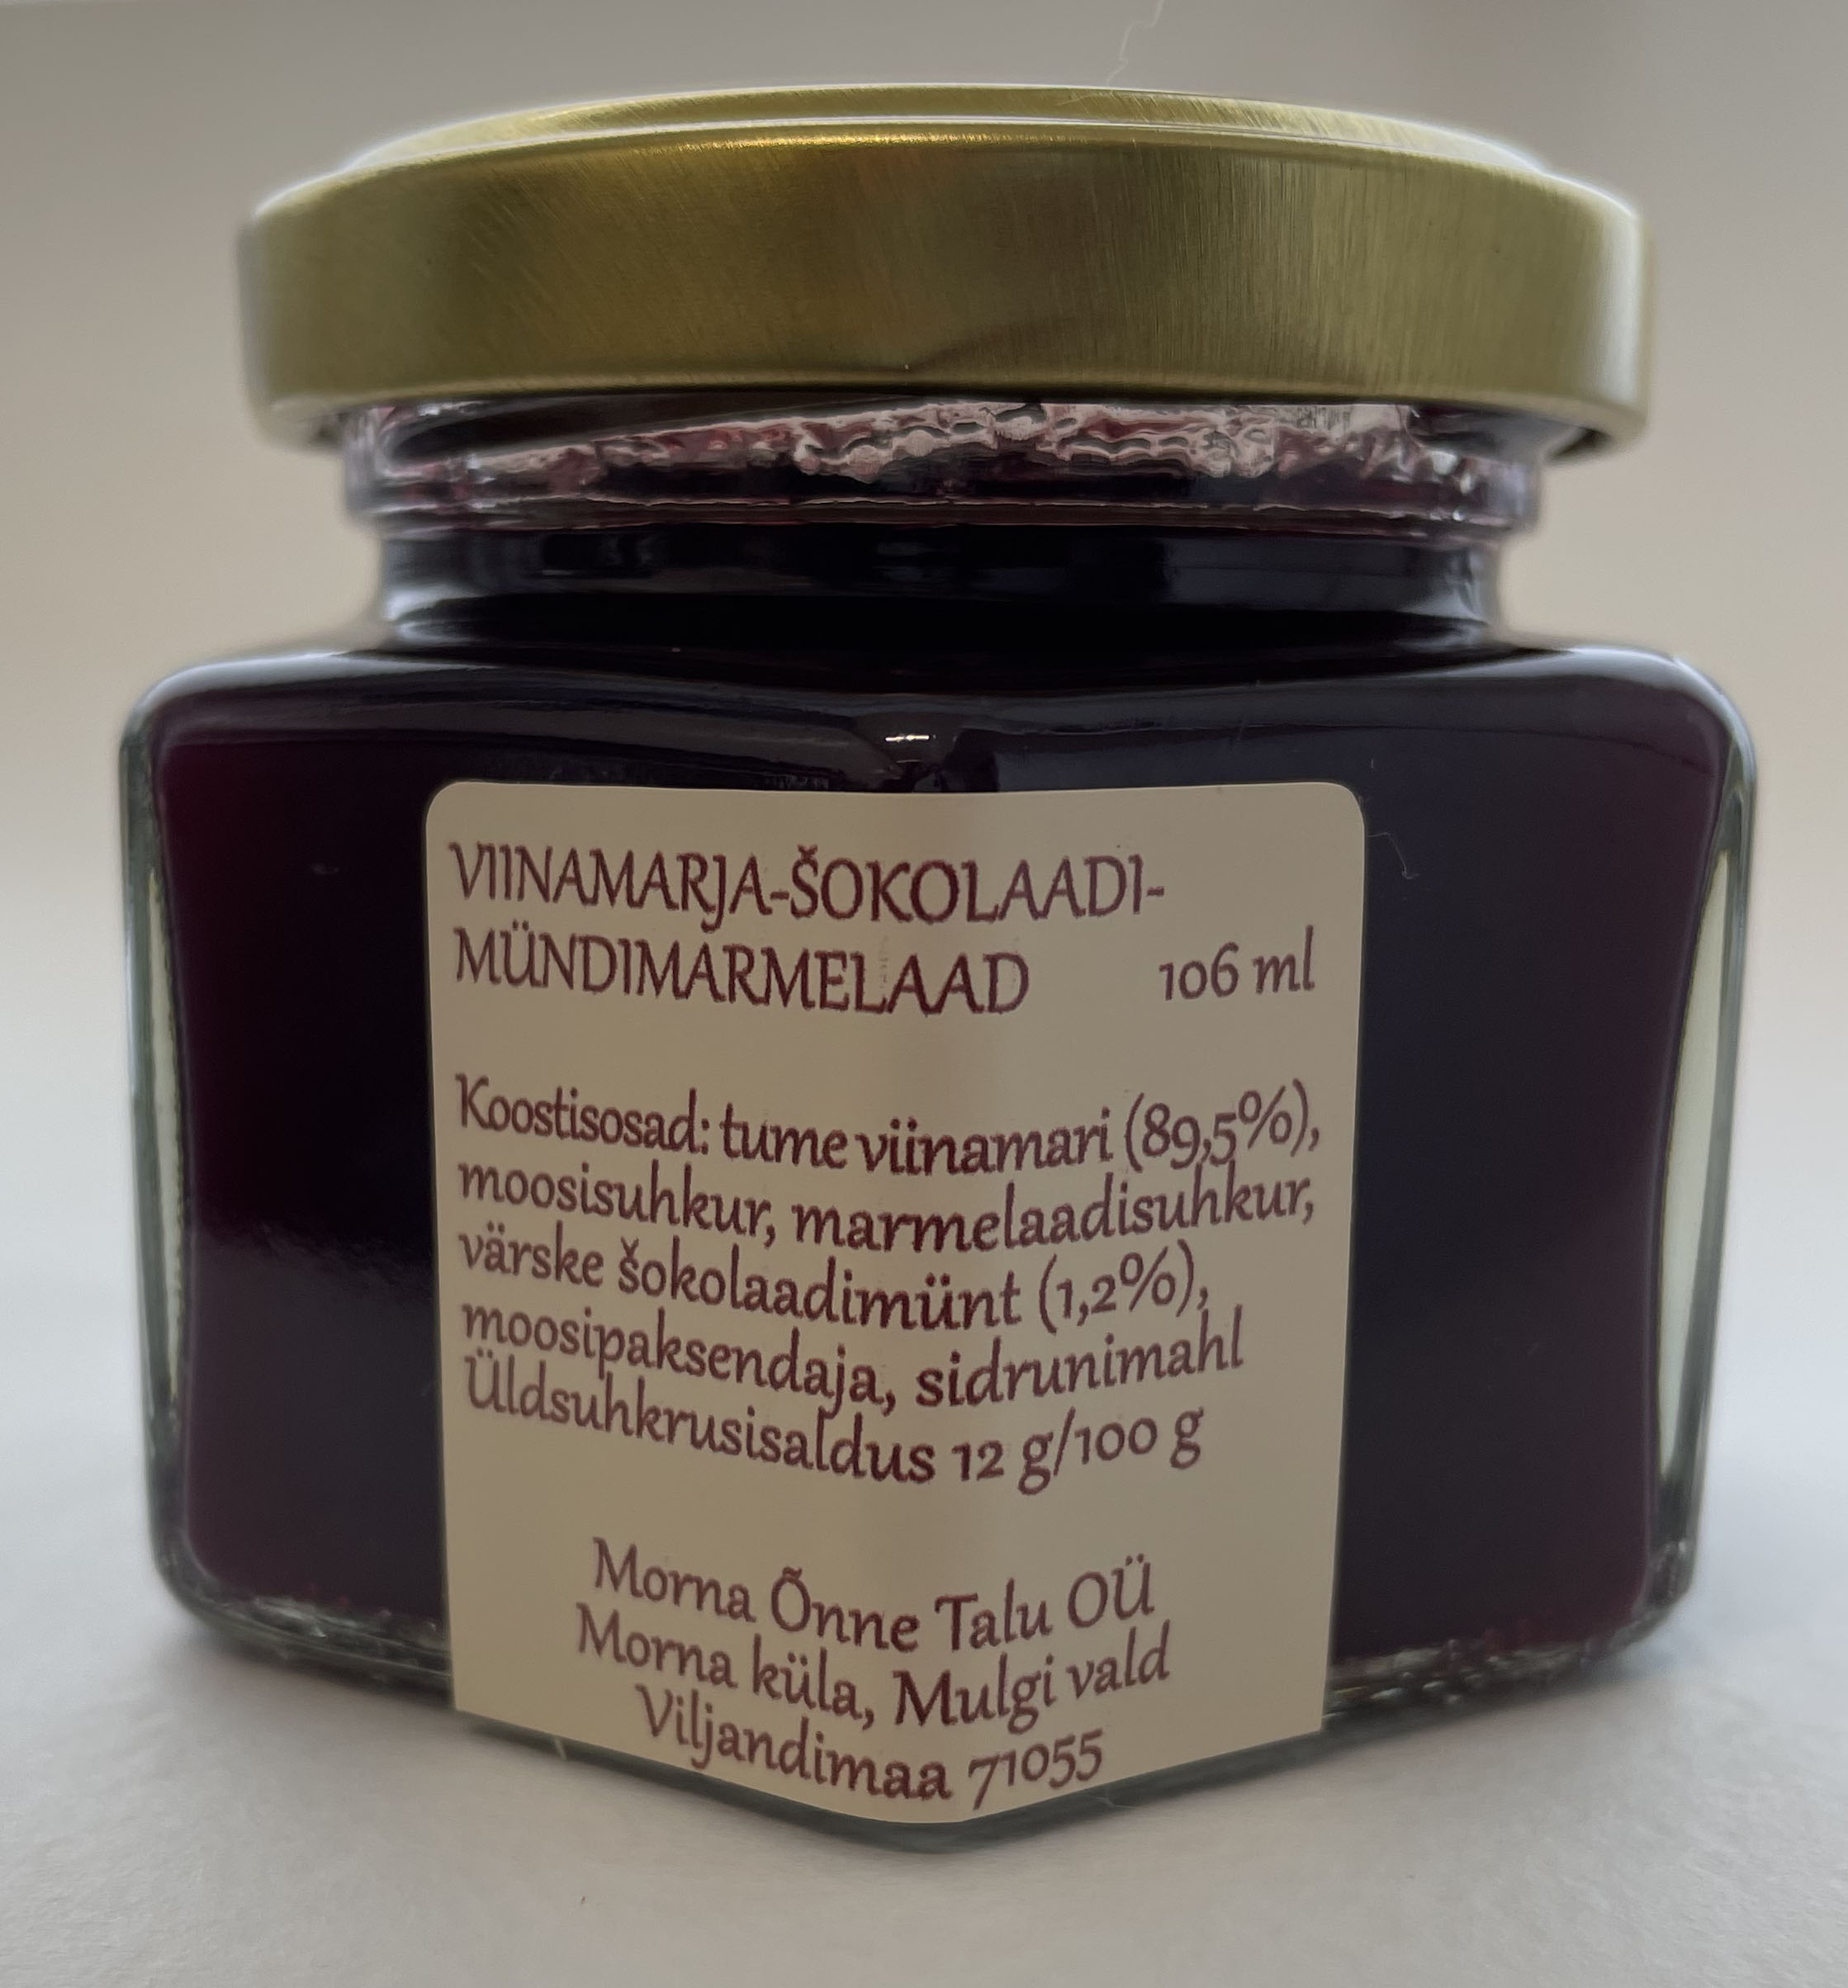 VIINAMARJA-ŠOKOLAADI-
MÜNDIMARMELAAD 106 ml
Koostisosad: tume viinamari (89,5%),
moosisuhkur, marmelaadisuhkur,
värske šokolaadimünt (1,2%),
moosipaksendaja, sidrunimahl
Üldsuhkrusisaldus 12 g/100 g
Morna Õnne Talu OÜ
Morna küla, Mulgi vald
Viljandimaa 71055